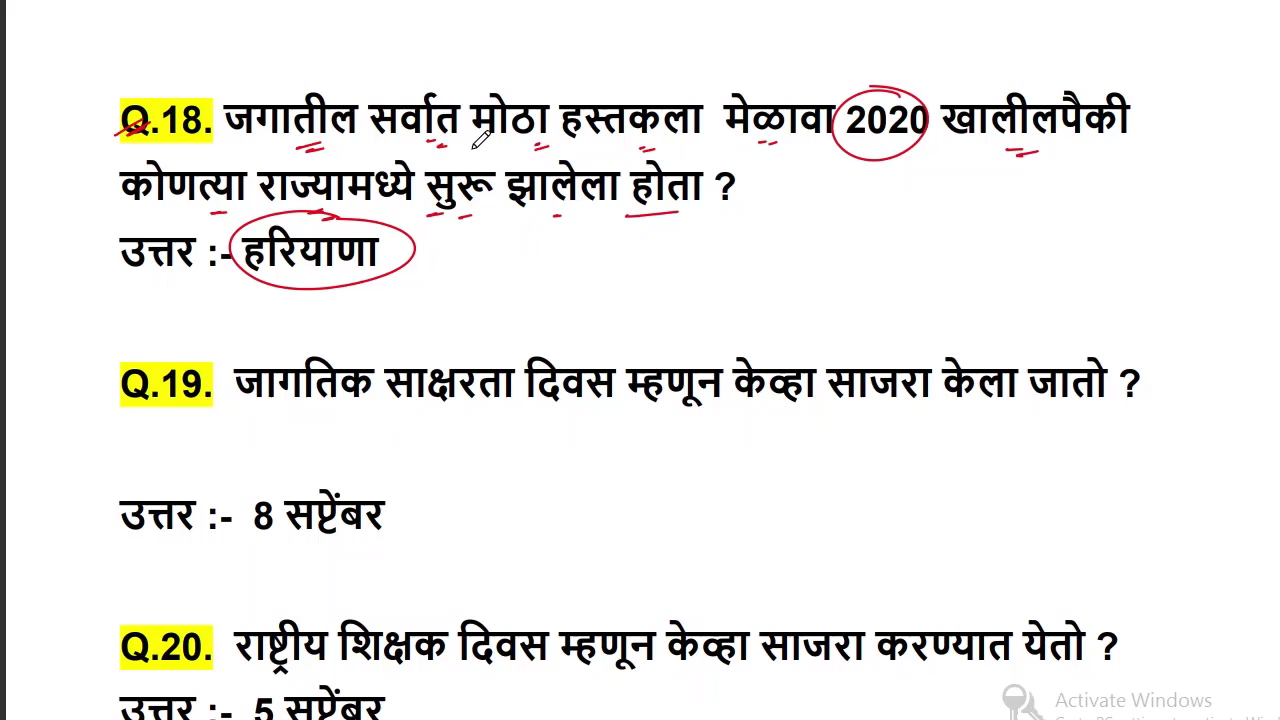 Q.18. जगातील सर्वात मोठा हस्तकला मेळावा 2020 खालीलपैकी
कोणत्या राज्यामध्ये सुरू झालेला होता ?
उत्तर :- हरियाणा
Q.19. जागतिक साक्षरता दिवस म्हणून केव्हा साजरा केला जातो ?
उत्तर :- 8 सप्टेंबर
Q.20. राष्ट्रीय शिक्षक दिवस म्हणून केव्हा साजरा करण्यात येतो ?
उत्तर :- 5 सप्टेंबर
Activate Windows